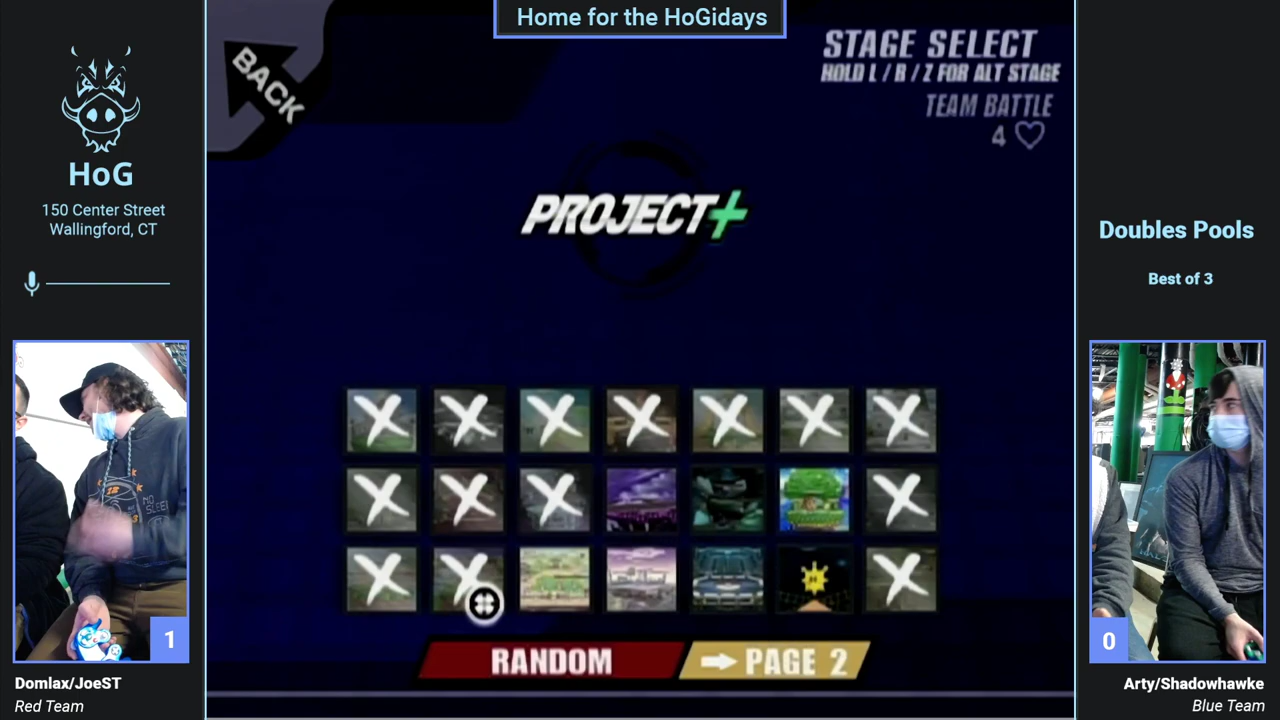 Home for the HoGidays
HoG
150 Center Street
Wallingford, CT
BACK
STAGE SELECT
HOLD L / R / Z FOR ALT STAGE
TEAM BATTLE
4
PROJECT+
Doubles Pools
Best of 3
NO
SLEEP
RANDOM
PAGE 2
1
Domlax/JoeST
Red Team
0
Arty/Shadowhawke
Blue Team